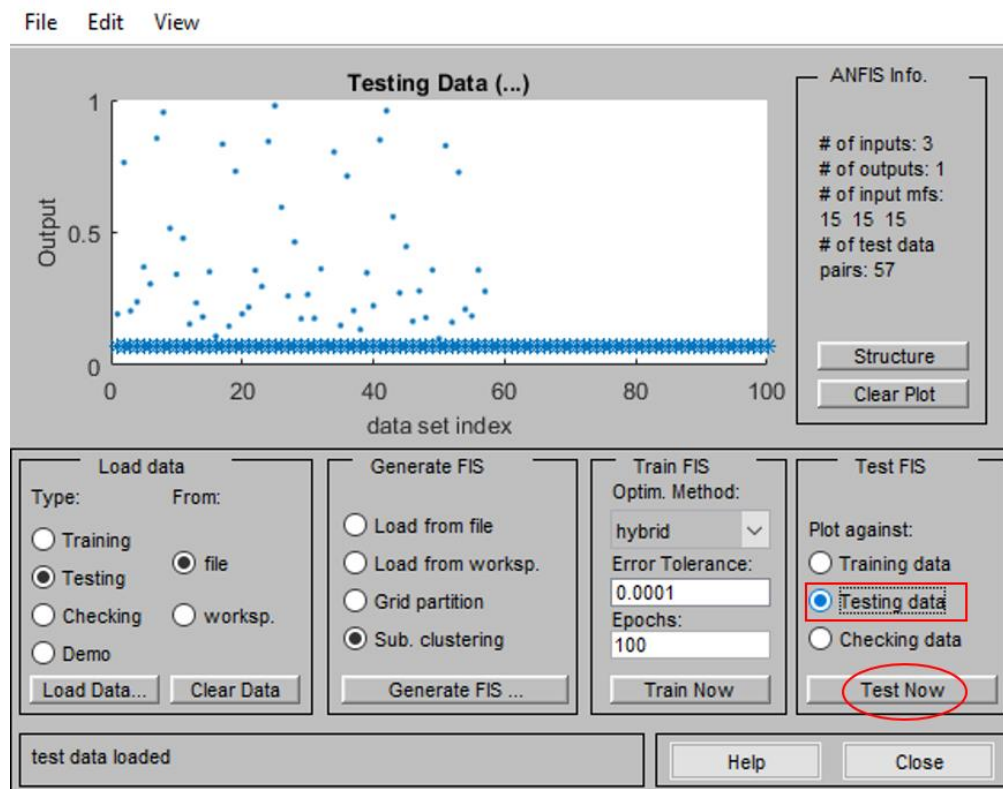 File Edit View
Testing Data (...)
1
0.5
0
Output
0 20 40 60 80 100
data set index
ANFIS Info.
# of inputs: 3
# of outputs: 1
# of input mfs:
15 15 15
# of test data
pairs: 57
Structure
Clear Plot
Load data
Type: From:
Training
Testing
Checking
Demo
file
worksp.
Load Data... Clear Data
Generate FIS
Load from file
Load from worksp.
Grid partition
Sub. clustering
Generate FIS ...
Train FIS
Optim. Method:
hybrid
Error Tolerance:
0.0001
Epochs:
100
Train Now
Test FIS
Plot against:
Training data
Testing data
Checking data
Test Now
test data loaded
Help Close